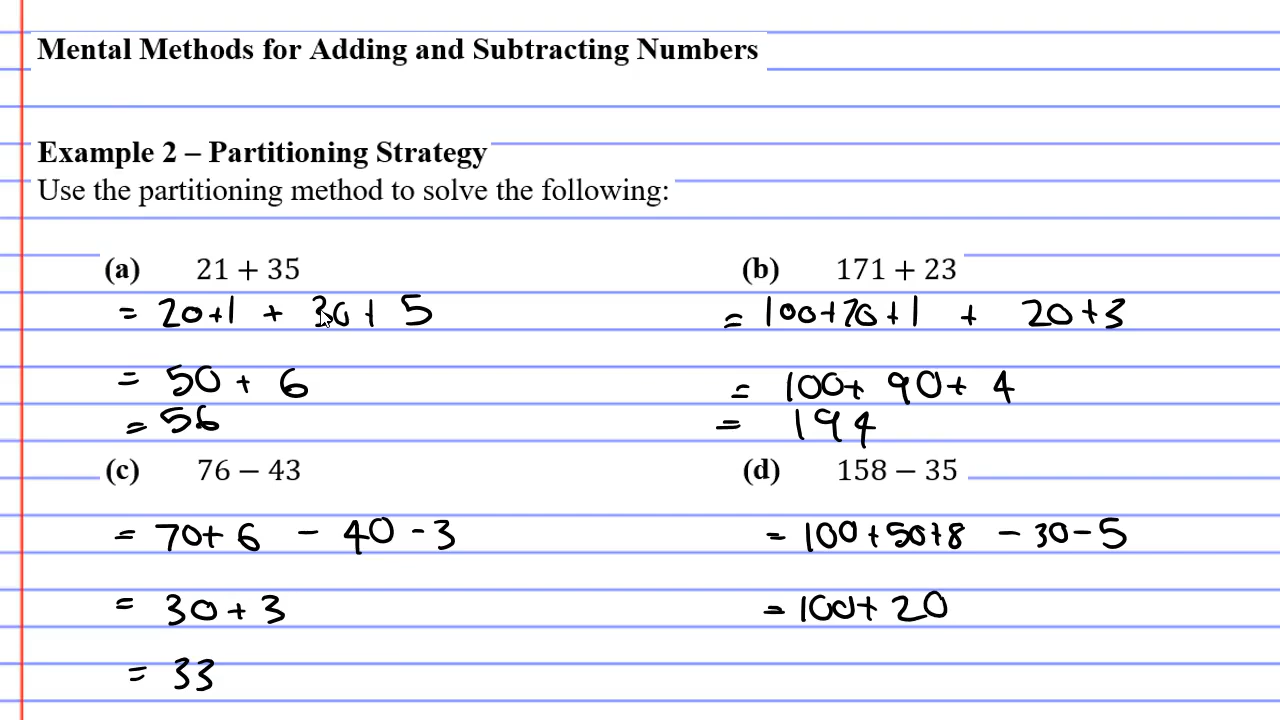 Mental Methods for Adding and Subtracting Numbers
Example 2 – Partitioning Strategy
Use the partitioning method to solve the following:
(a) 21 + 35
= 20+1 + 30 + 5
= 50 + 6
= 56
(b) 171 + 23
= 100+70+1 + 20+3
= 100+ 90+ 4
= 194
(c) 76 − 43
= 70+ 6 - 40 - 3
= 30 + 3
= 33
(d) 158 − 35
= 100+50+8 - 30 - 5
= 100+ 20